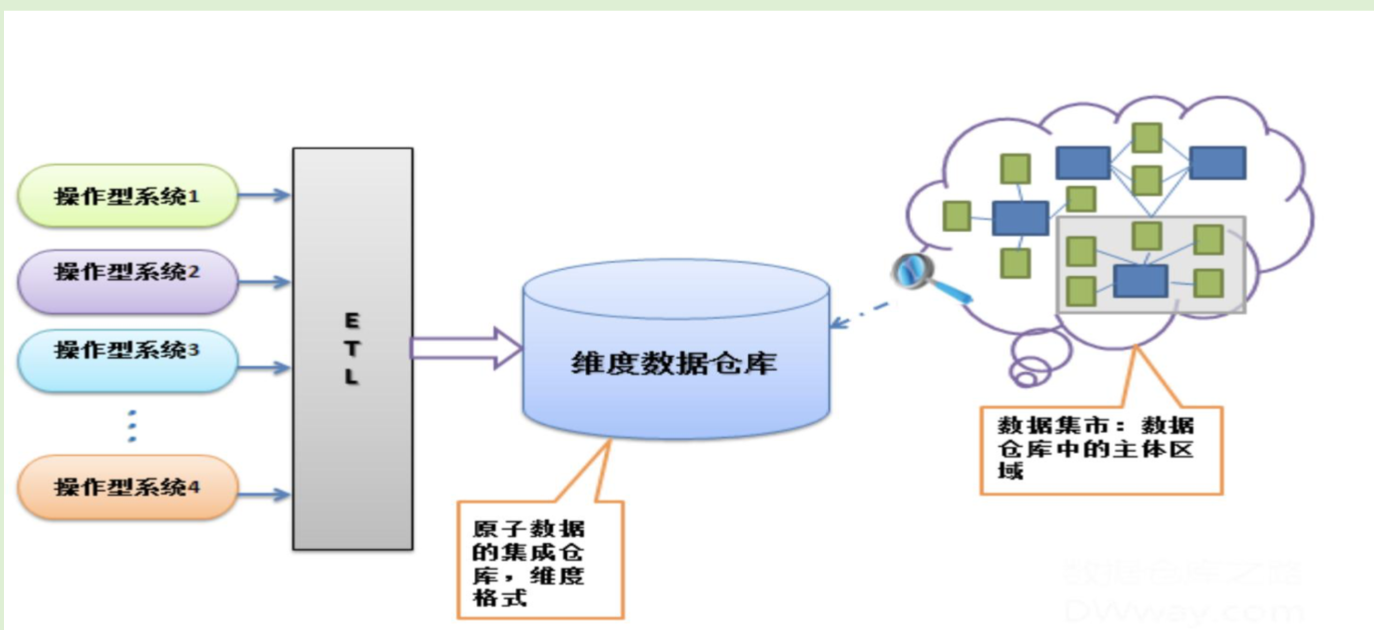 操作型系统1
操作型系统2
操作型系统3
操作型系统4
E
T
L
维度数据仓库
原子数据
的集成仓
库，维度
格式
数据集市：数据
仓库中的主体区
域
数据仓库之路
DWway.com